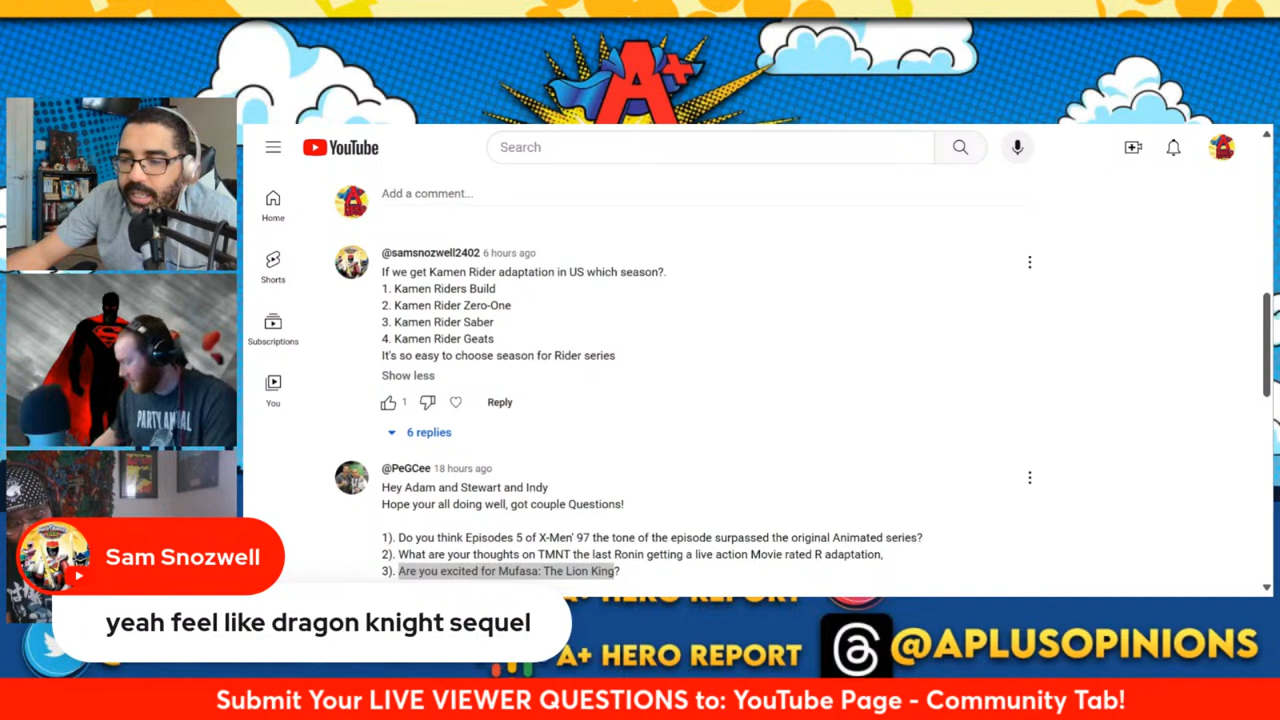 A+
YouTube
Search
Home
Shorts
Subscriptions
You
Add a comment...
@samsnozwell2402 6 hours ago
If we get Kamen Rider adaptation in US which season?.
1. Kamen Riders Build
2. Kamen Rider Zero-One
3. Kamen Rider Saber
4. Kamen Rider Geats
It's so easy to choose season for Rider series
Show less
1 Reply
6 replies
@PeGCee 18 hours ago
Hey Adam and Stewart and Indy
Hope your all doing well, got couple Questions!
1). Do you think Episodes 5 of X-Men' 97 the tone of the episode surpassed the original Animated series?
2). What are your thoughts on TMNT the last Ronin getting a live action Movie rated R adaptation,
3). Are you excited for Mufasa: The Lion King?
PARTY ANIMAL
Sam Snozwell
yeah feel like dragon knight sequel
A+ HERO REPORT
A+ HERO REPORT
@APLUSOPINIONS
Submit Your LIVE VIEWER QUESTIONS to: YouTube Page - Community Tab!